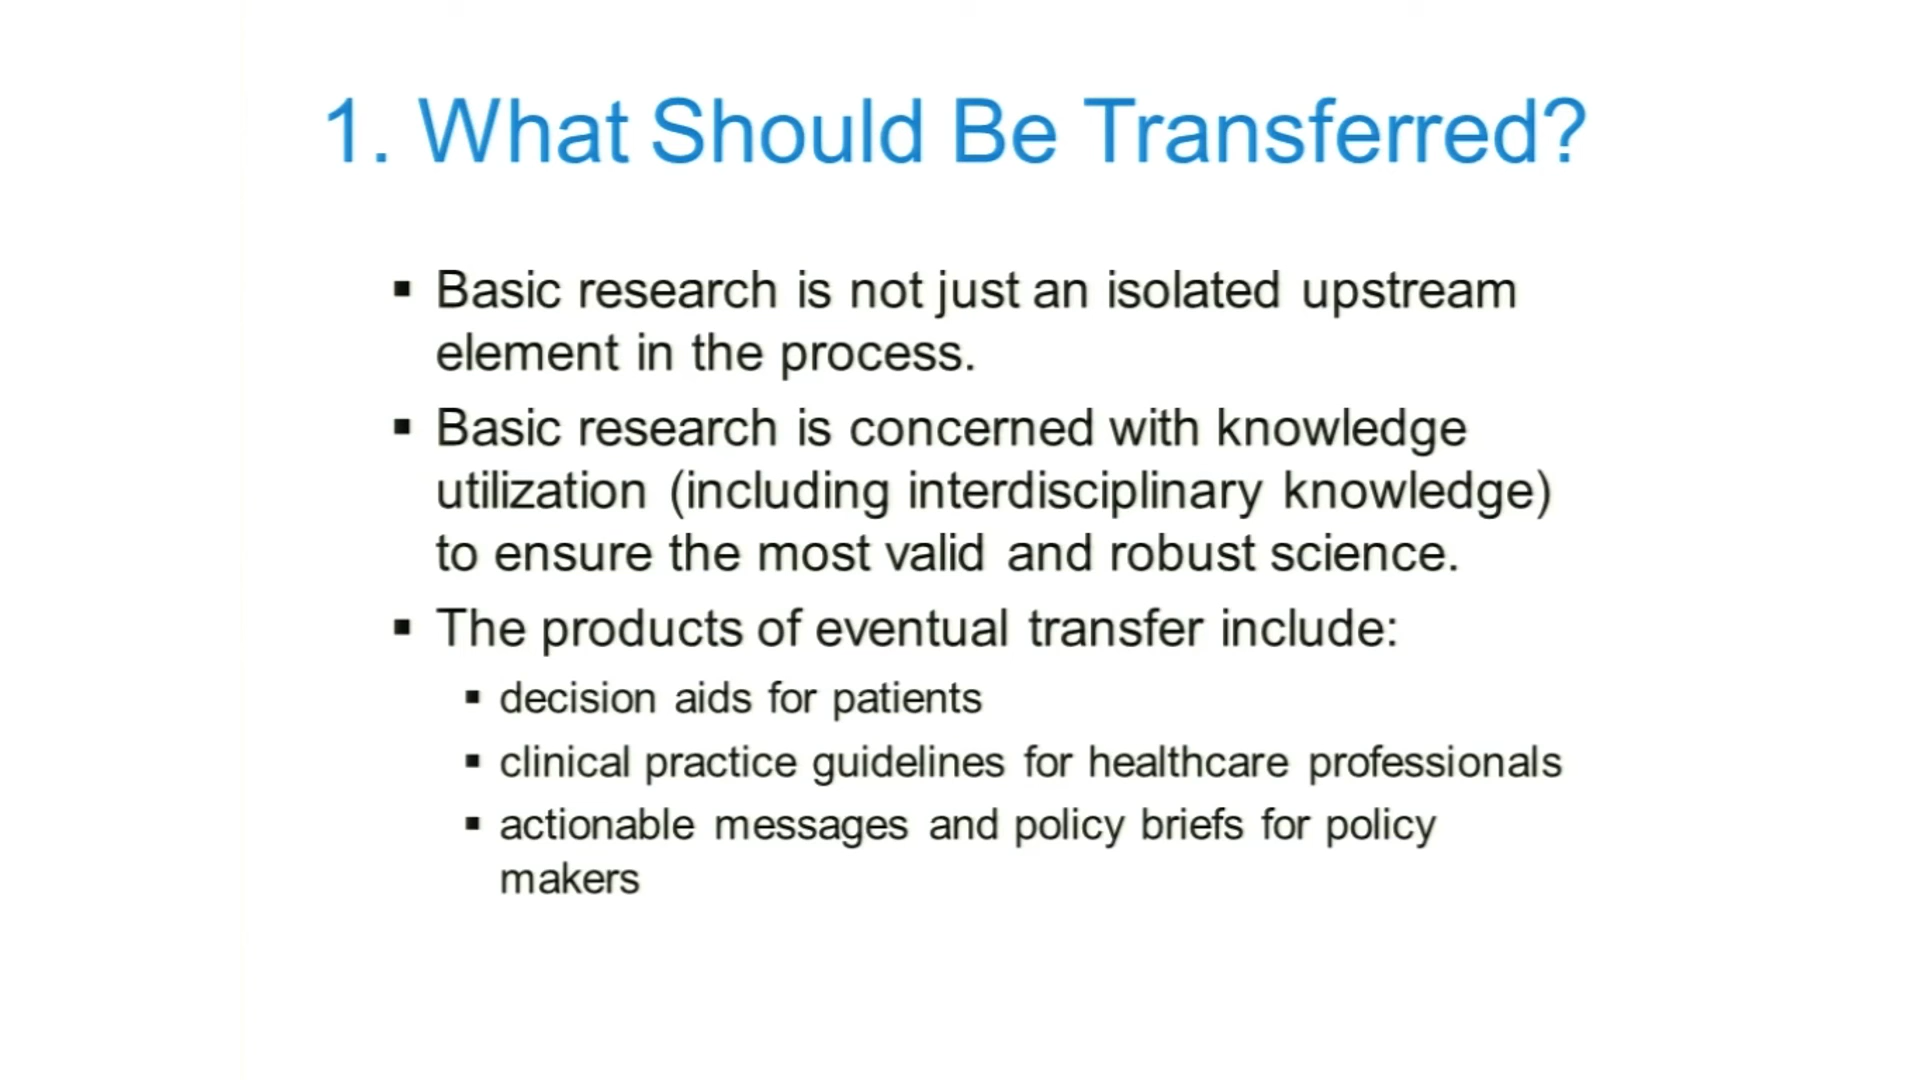 1. What Should Be Transferred?
▪ Basic research is not just an isolated upstream
element in the process.
▪ Basic research is concerned with knowledge
utilization (including interdisciplinary knowledge)
to ensure the most valid and robust science.
▪ The products of eventual transfer include:
▪ decision aids for patients
▪ clinical practice guidelines for healthcare professionals
▪ actionable messages and policy briefs for policy
makers